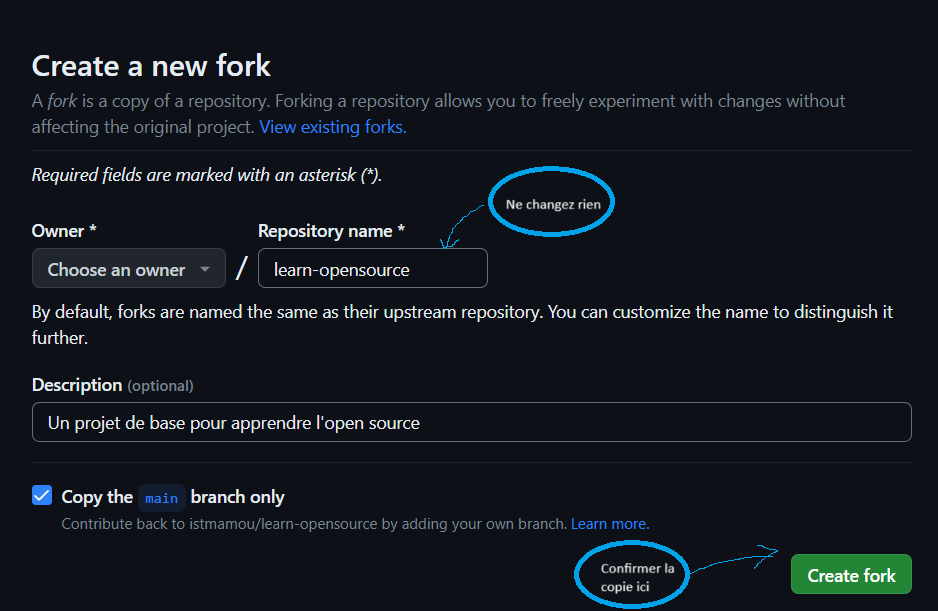 Create a new fork
A fork is a copy of a repository. Forking a repository allows you to freely experiment with changes without
affecting the original project. View existing forks.
Required fields are marked with an asterisk (*).
Ne changez rien
Owner *
Repository name *
Choose an owner
/
learn-opensource
By default, forks are named the same as their upstream repository. You can customize the name to distinguish it
further.
Description (optional)
Un projet de base pour apprendre l'open source
Copy the main branch only
Contribute back to istmamou/learn-opensource by adding your own branch. Learn more.
Confirmer la
copie ici
Create fork